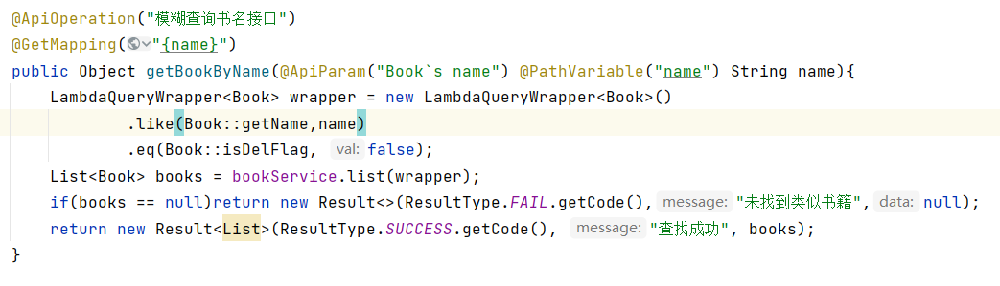 @ApiOperation("模糊查询书名接口")
@GetMapping("{name}")
public Object getBookByName(@ApiParam("Book`s name") @PathVariable("name") String name){
LambdaQueryWrapper<Book> wrapper = new LambdaQueryWrapper<Book>()
.like(Book::getName,name)
.eq(Book::isDelFlag, val: false);
List<Book> books = bookService.list(wrapper);
if(books == null)return new Result<>(ResultType.FAIL.getCode(), message: "未找到类似书籍", data: null);
return new Result<List>(ResultType.SUCCESS.getCode(), message: "查找成功", books);
}